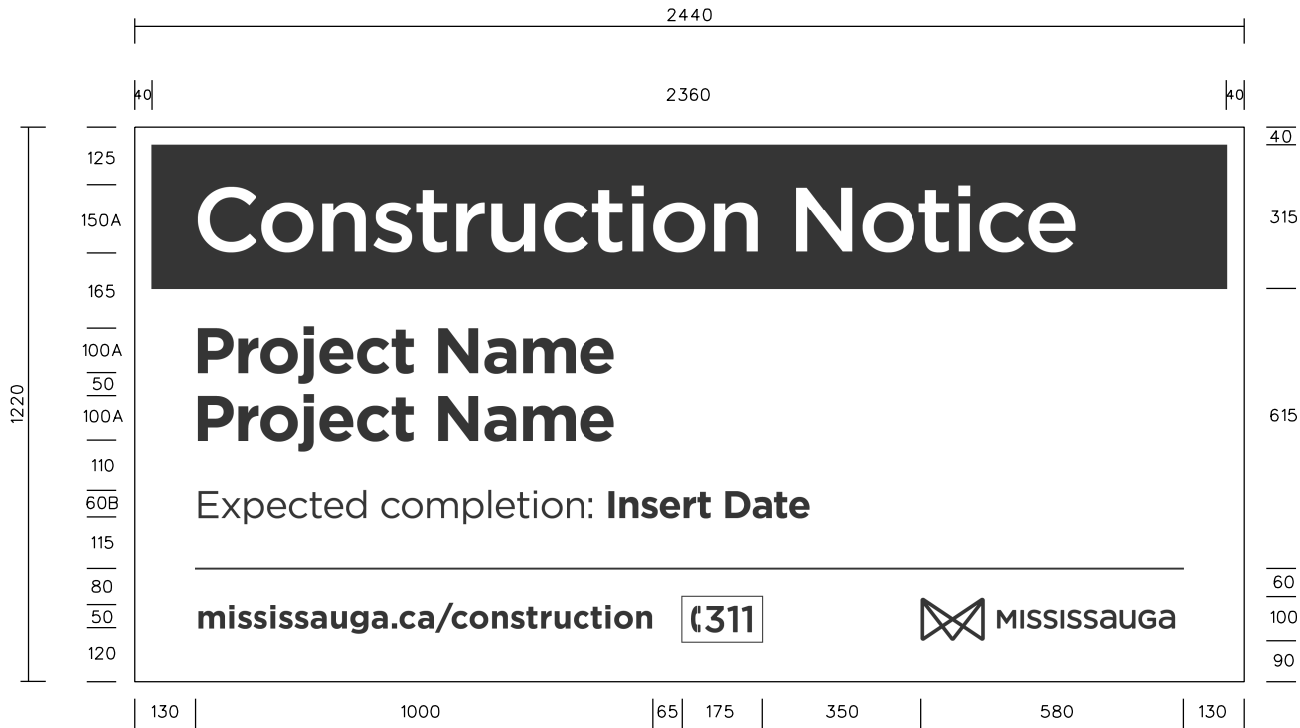 2440
40 2360 40
125
150A
165
100A
50
100A
110
60B
115
80
50
120
1220
Construction Notice
Project Name
Project Name
Expected completion: Insert Date
mississauga.ca/construction 311 MISSISSAUGA
40
315
615
60
100
90
130 1000 65 175 350 580 130